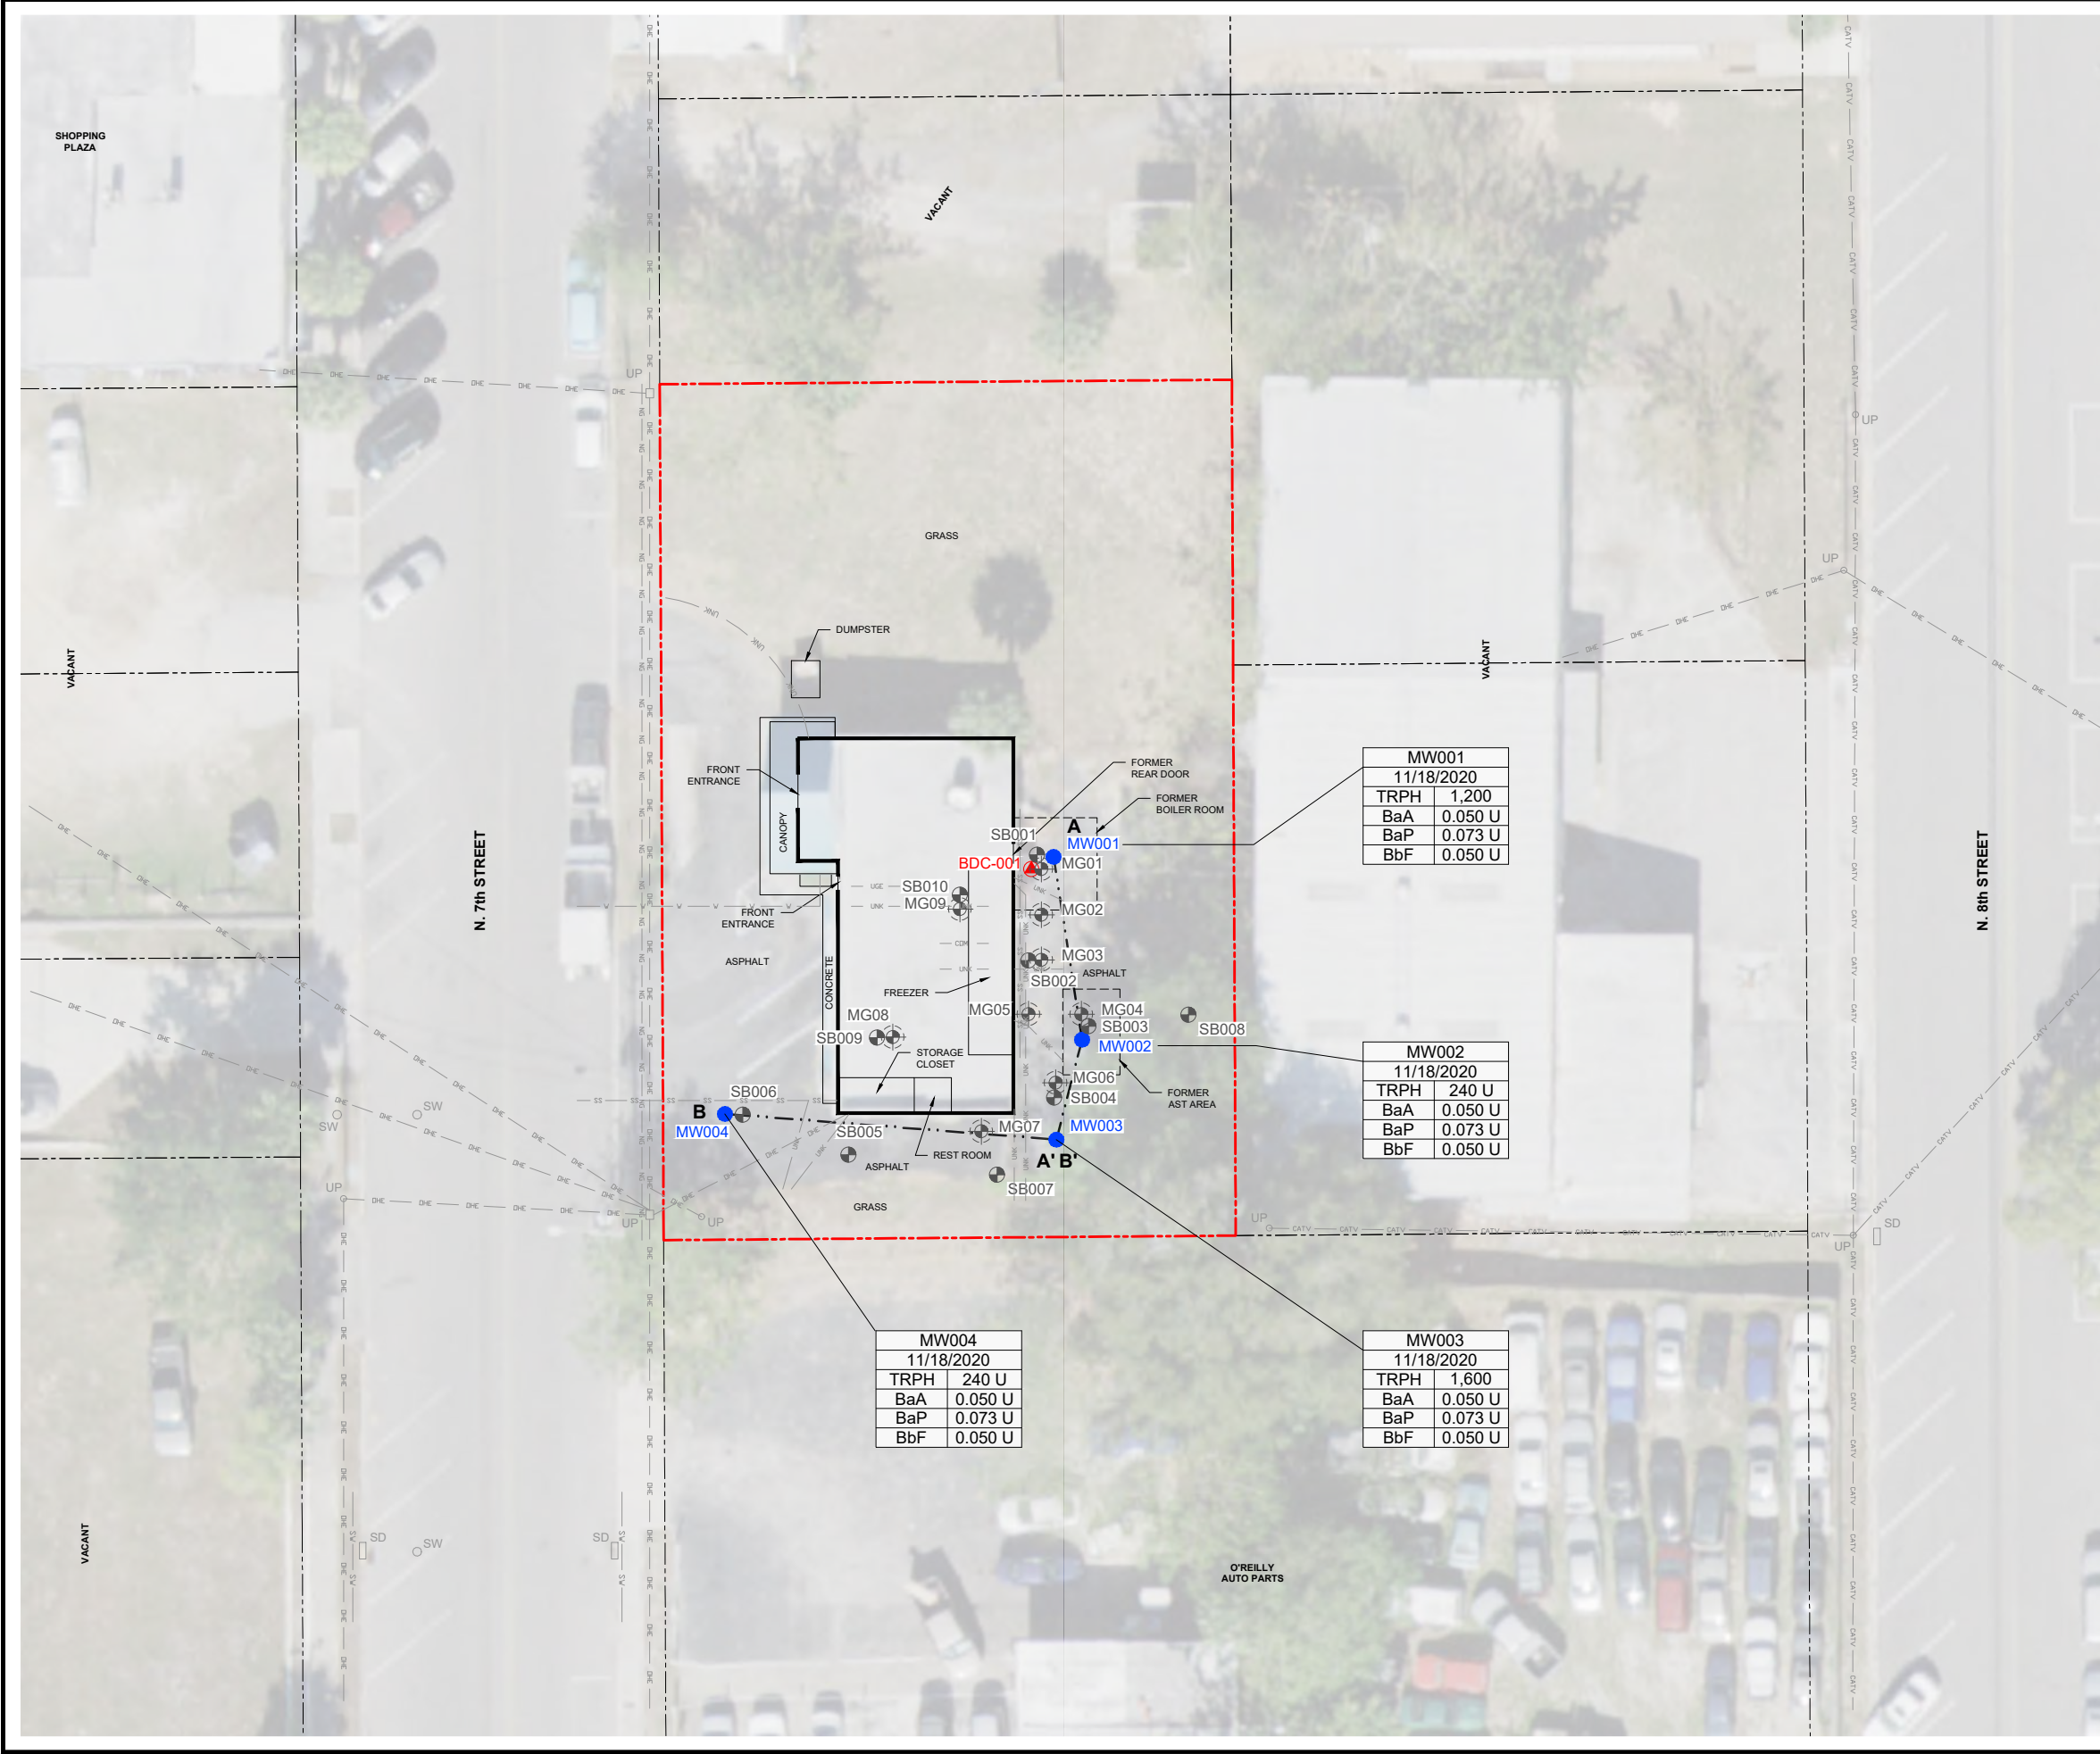 SHOPPING
PLAZA
VACANT
UP
GRASS
DUMPSTER
VACANT
VACANT
UP
UP
FRONT
ENTRANCE
CANOPY
FORMER
REAR DOOR
FORMER
BOILER ROOM
MW001
11/18/2020
TRPH 1,200
BaA 0.050 U
BaP 0.073 U
BbF 0.050 U
N. 7th STREET
N. 8th STREET
A
SB001
MW001
BDC-001
MG01
SB010
MG09
MG02
FRONT
ENTRANCE
ASPHALT
CONCRETE
UGE
UNK
COM
UNK
MG03
SB002
ASPHALT
FREEZER
MG05
MG04
SB003
SB008
MG08
SB009
MW002
STORAGE
CLOSET
MW002
11/18/2020
TRPH 240 U
BaA 0.050 U
BaP 0.073 U
BbF 0.050 U
MG06
SB004
FORMER
AST AREA
SB006
B
MW004
SB005
MG07
MW003
REST ROOM
A' B'
ASPHALT
SB007
GRASS
SW
SW
UP
UP
UP
UP
UP
SD
MW004
11/18/2020
TRPH 240 U
BaA 0.050 U
BaP 0.073 U
BbF 0.050 U
MW003
11/18/2020
TRPH 1,600
BaA 0.050 U
BaP 0.073 U
BbF 0.050 U
VACANT
SD
SW
SD
O'REILLY
AUTO PARTS